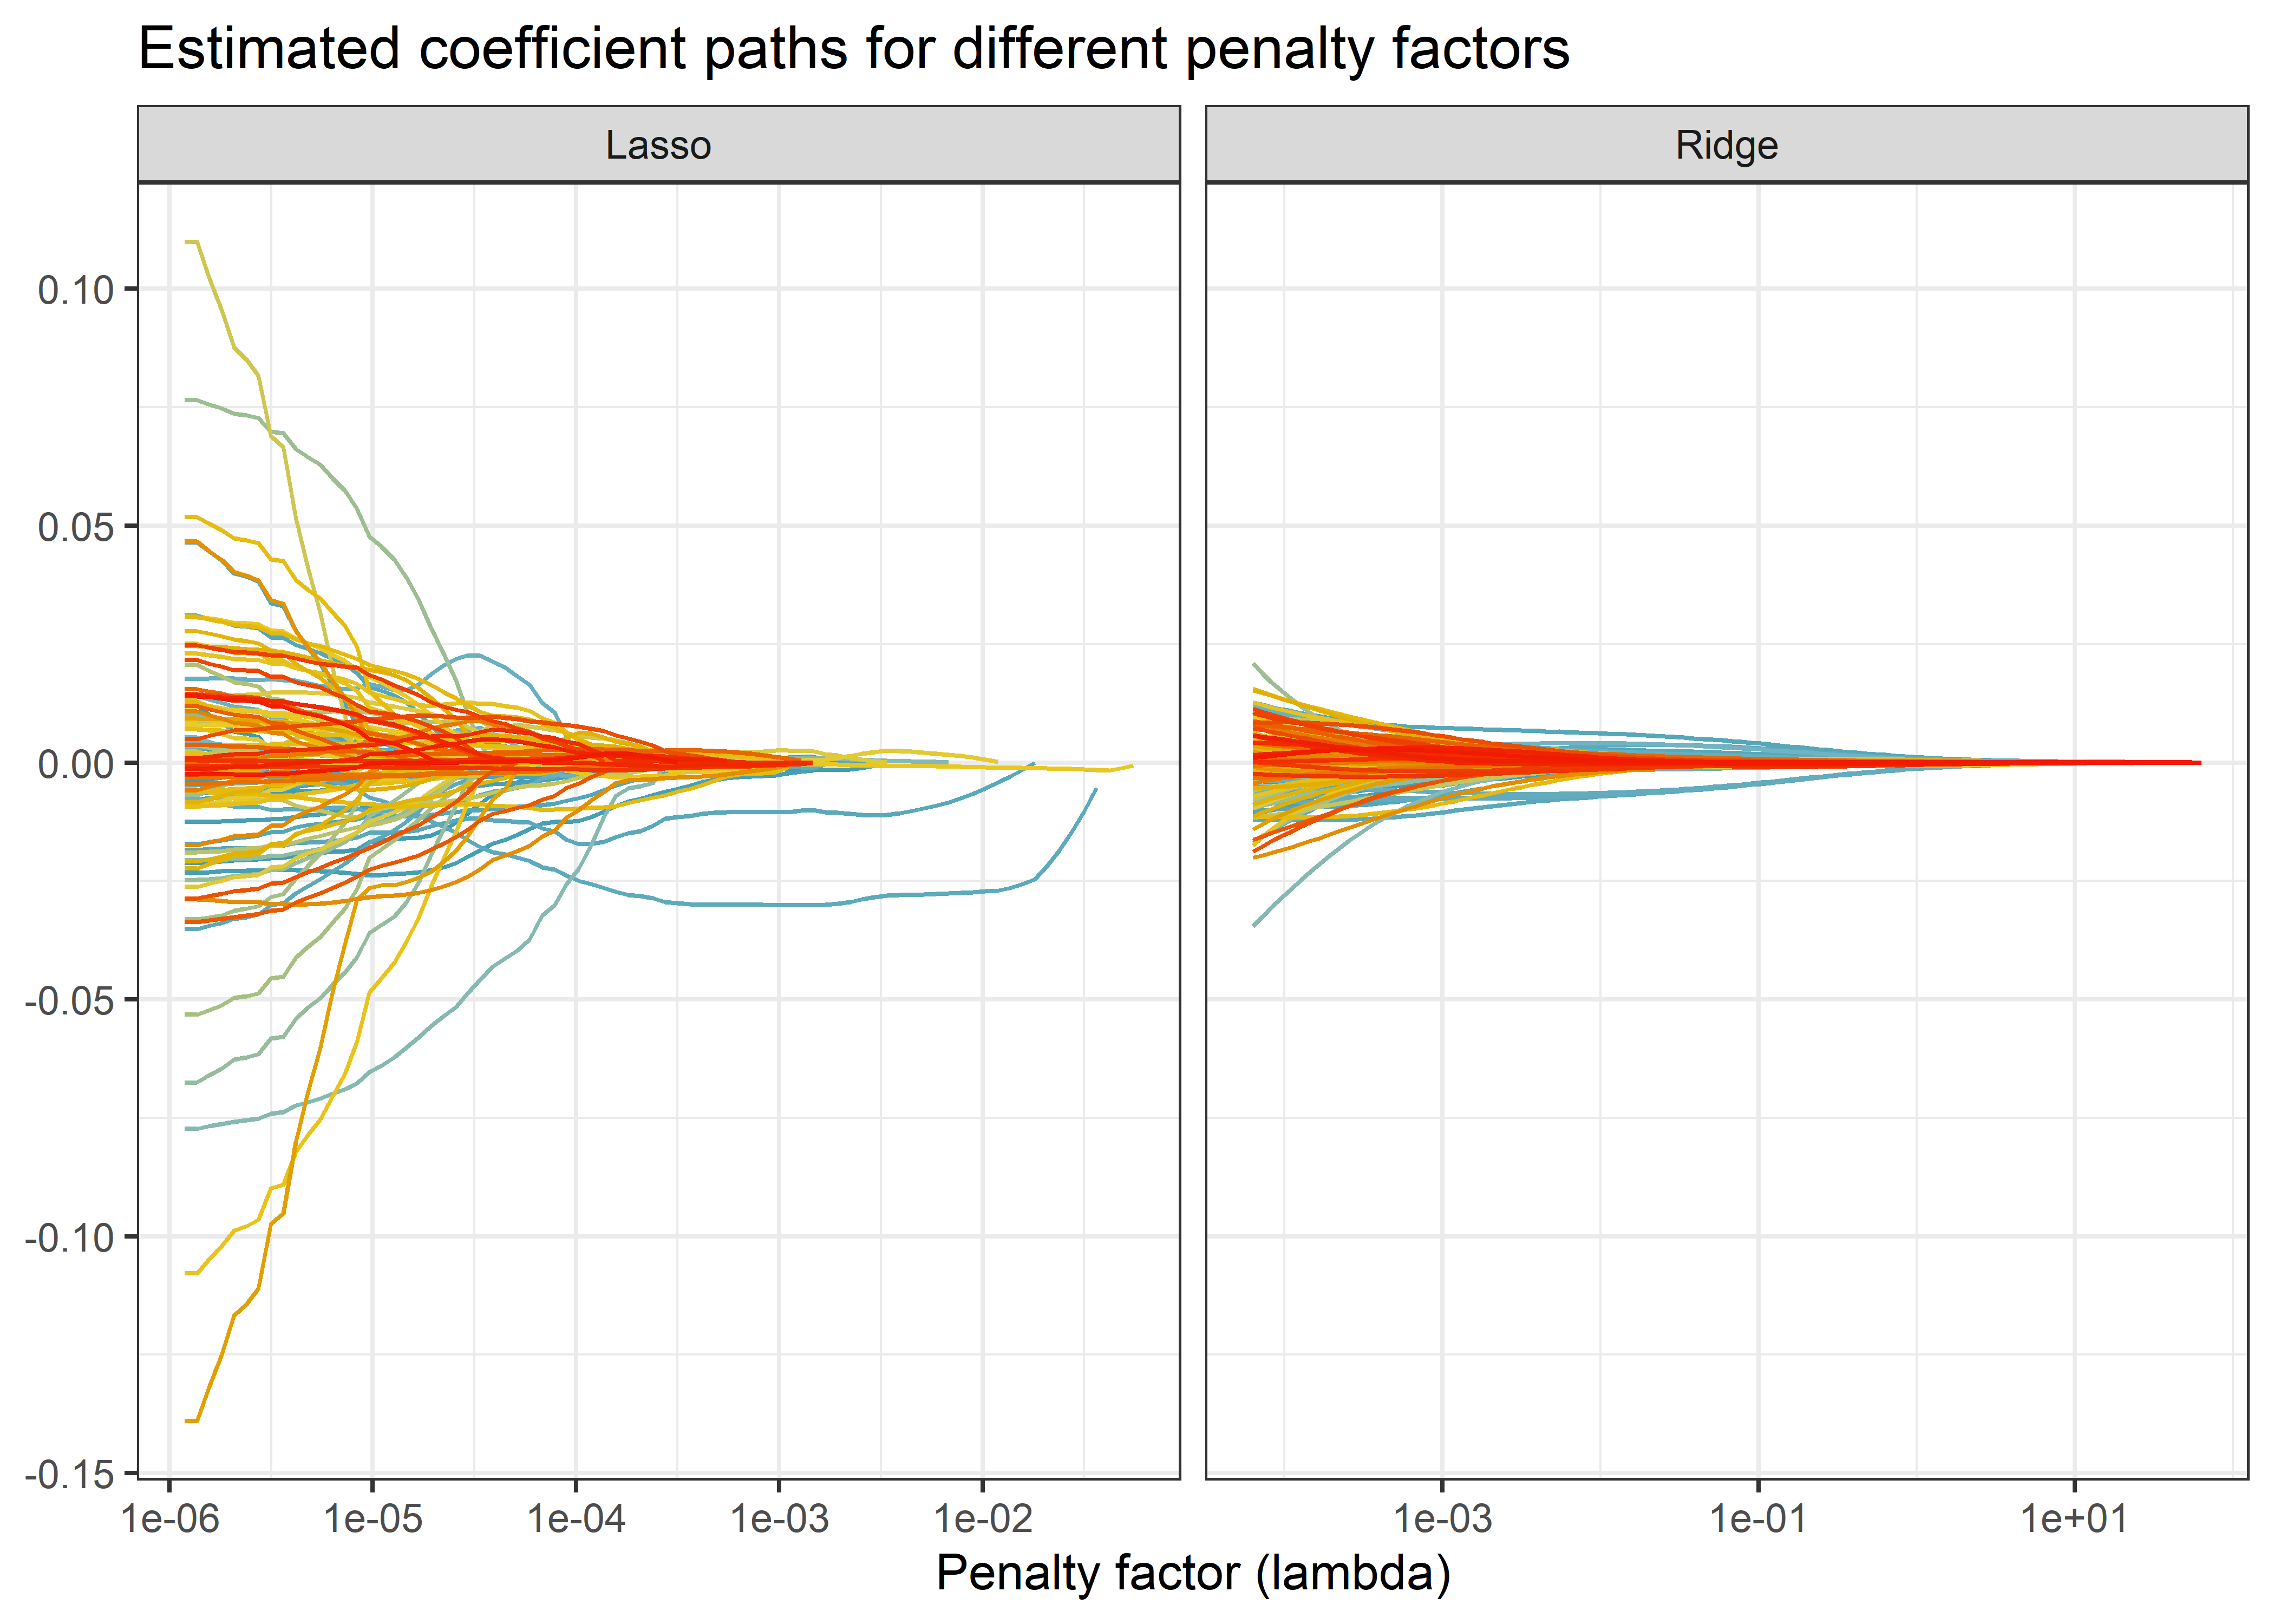 Estimated coefficient paths for different penalty factors
Lasso
Ridge
0.10
0.05
0.00
-0.05
-0.10
-0.15
1e-06 1e-05 1e-04 1e-03 1e-02
1e-03 1e-01 1e+01
Penalty factor (lambda)